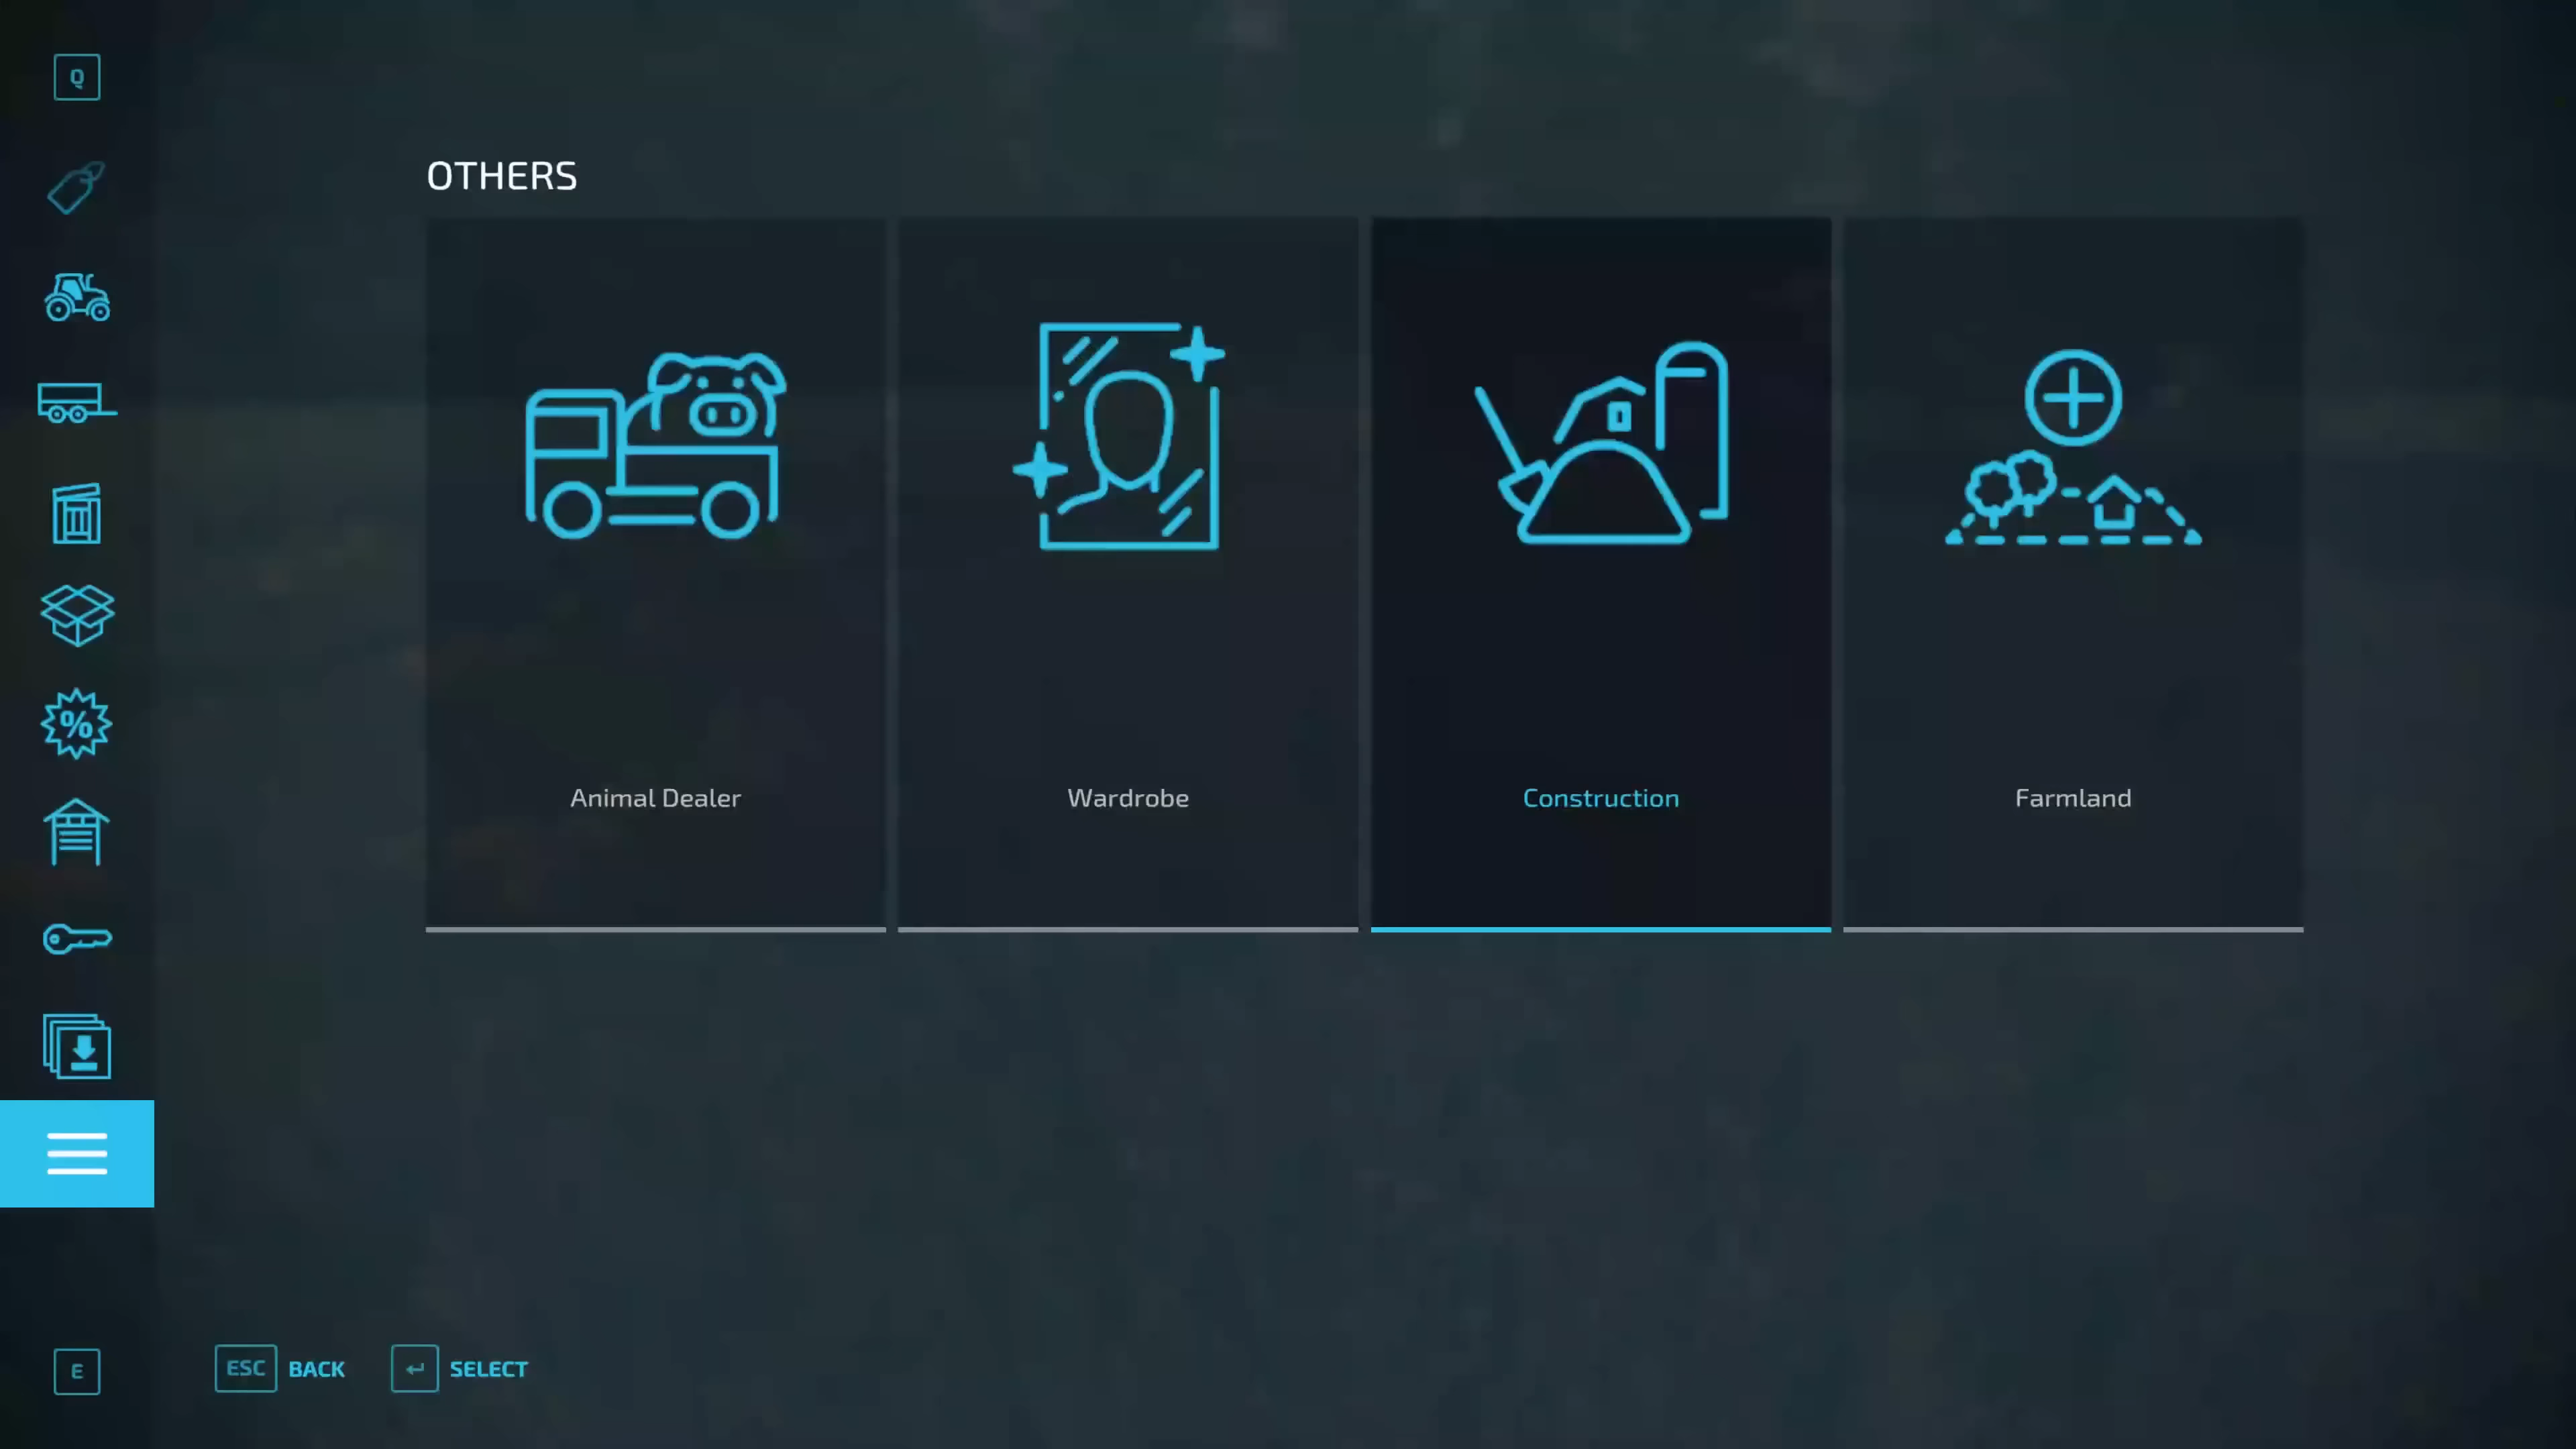 Q
OTHERS
%
Animal Dealer
Wardrobe
Construction
Farmland
E
ESC BACK
SELECT